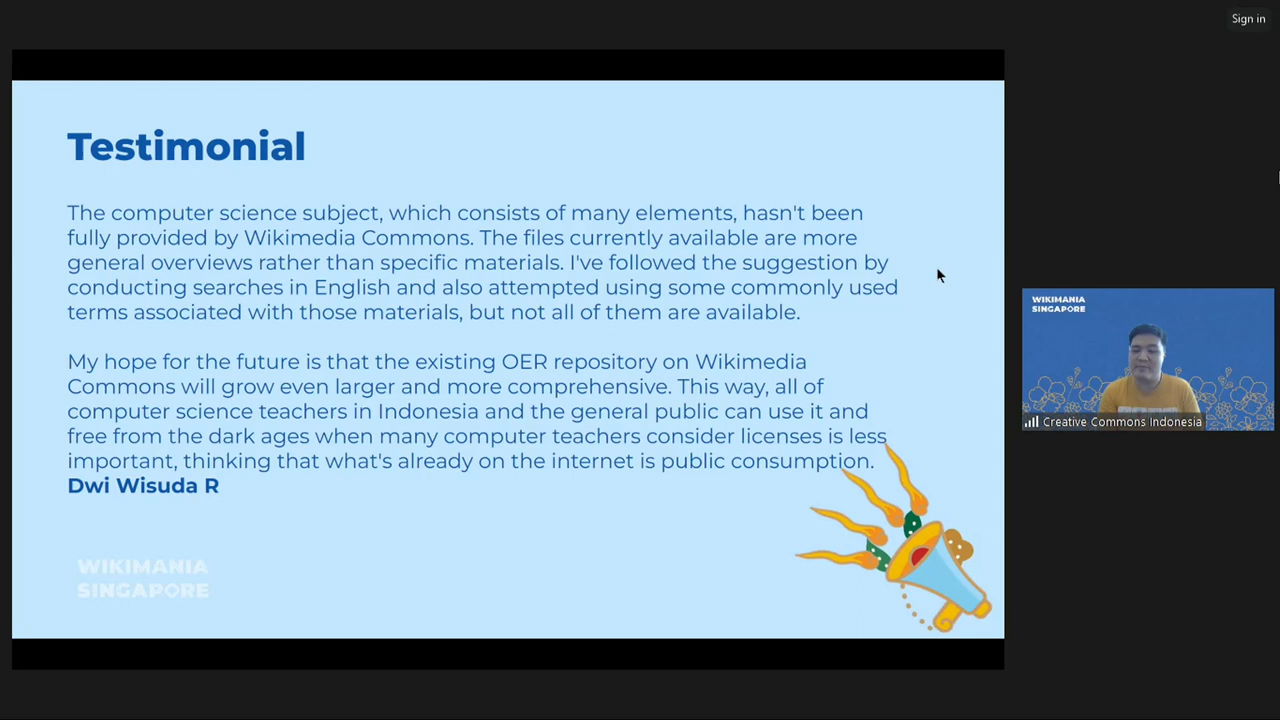 Sign in
Testimonial
The computer science subject, which consists of many elements, hasn't been
fully provided by Wikimedia Commons. The files currently available are more
general overviews rather than specific materials. I've followed the suggestion by
conducting searches in English and also attempted using some commonly used
terms associated with those materials, but not all of them are available.
My hope for the future is that the existing OER repository on Wikimedia
Commons will grow even larger and more comprehensive. This way, all of
computer science teachers in Indonesia and the general public can use it and
free from the dark ages when many computer teachers consider licenses is less
important, thinking that what's already on the internet is public consumption.
Dwi Wisuda R
WIKIMANIA
SINGAPORE
WIKIMANIA
SINGAPORE
Creative Commons Indonesia